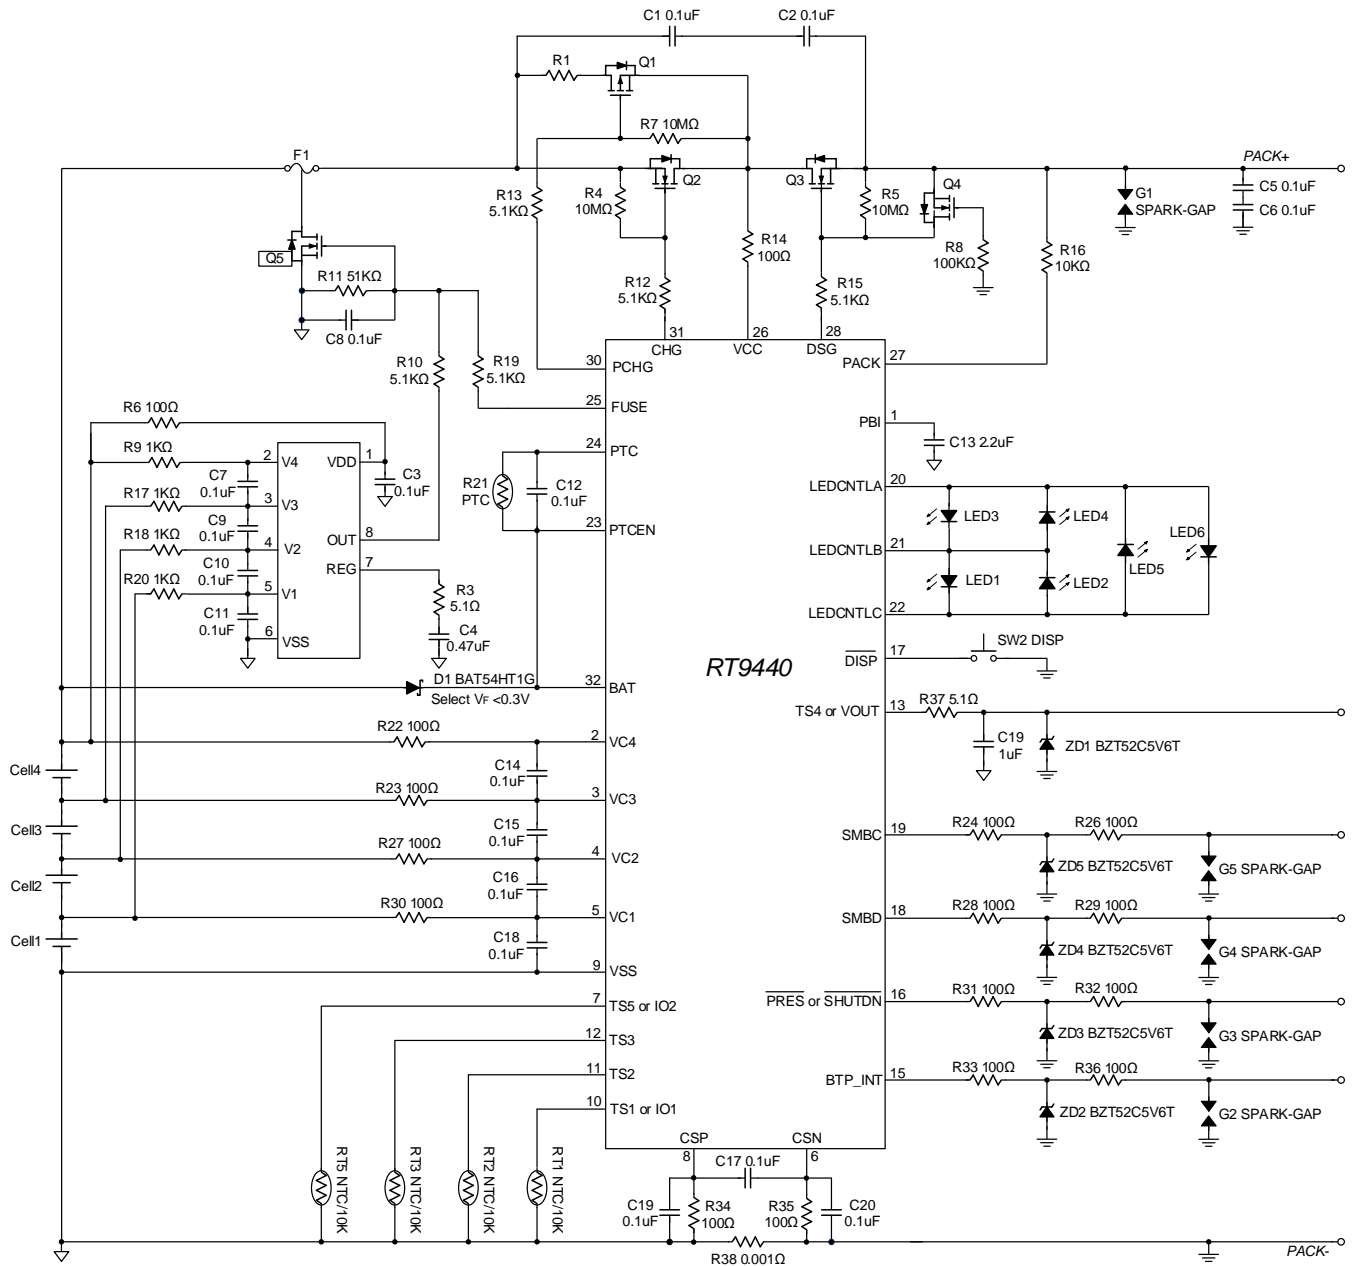 C1 0.1uF
C2 0.1uF
R1
Q1
R7 10MΩ
F1
Q2
Q3
Q4
PACK+
R13
5.1KΩ
R4
10MΩ
R5
10MΩ
G1
SPARK-GAP
C5 0.1uF
C6 0.1uF
Q5
R14
100Ω
R8
100KΩ
R16
10KΩ
R11 51KΩ
R12
5.1KΩ
R15
5.1KΩ
C8 0.1uF
31
26
28
CHG
VCC
DSG
R10
5.1KΩ
R19
5.1KΩ
30
PCHG
PACK
27
25
FUSE
R6 100Ω
PBI
1
C13 2.2uF
R9 1KΩ
2
V4
VDD
1
C7
0.1uF
C3
0.1uF
24
PTC
R21
PTC
C12
0.1uF
LEDCNTLA
20
R17 1KΩ
3
V3
C9
0.1uF
23
PTCEN
LED3
LED4
LED6
R18 1KΩ
4
V2
OUT
8
LEDCNTLB
21
C10
0.1uF
REG
7
LED5
R20 1KΩ
5
V1
R3
5.1Ω
LED1
LED2
C11
0.1uF
6
VSS
C4
0.47uF
LEDCNTLC
22
SW2 DISP
RT9440
DISP
17
D1 BAT54HT1G
Select VF <0.3V
32
BAT
TS4 or VOUT
13
R37 5.1Ω
R22 100Ω
2
VC4
C19
1uF
ZD1 BZT52C5V6T
Cell4
C14
0.1uF
R23 100Ω
3
VC3
Cell3
C15
0.1uF
SMBC
19
R24 100Ω
R26 100Ω
R27 100Ω
4
VC2
ZD5 BZT52C5V6T
G5 SPARK-GAP
Cell2
C16
0.1uF
R30 100Ω
5
VC1
SMBD
18
R28 100Ω
R29 100Ω
Cell1
C18
0.1uF
ZD4 BZT52C5V6T
G4 SPARK-GAP
9
VSS
7
TS5 or IO2
PRES or SHUTDN
16
R31 100Ω
R32 100Ω
12
TS3
ZD3 BZT52C5V6T
G3 SPARK-GAP
11
TS2
BTP_INT
15
R33 100Ω
R36 100Ω
10
TS1 or IO1
ZD2 BZT52C5V6T
G2 SPARK-GAP
CSP
CSN
8
6
C17 0.1uF
RT5 NTC/10K
RT3 NTC/10K
RT2 NTC/10K
RT1 NTC/10K
C19
0.1uF
R34
100Ω
R35
100Ω
C20
0.1uF
R38 0.001Ω
PACK-